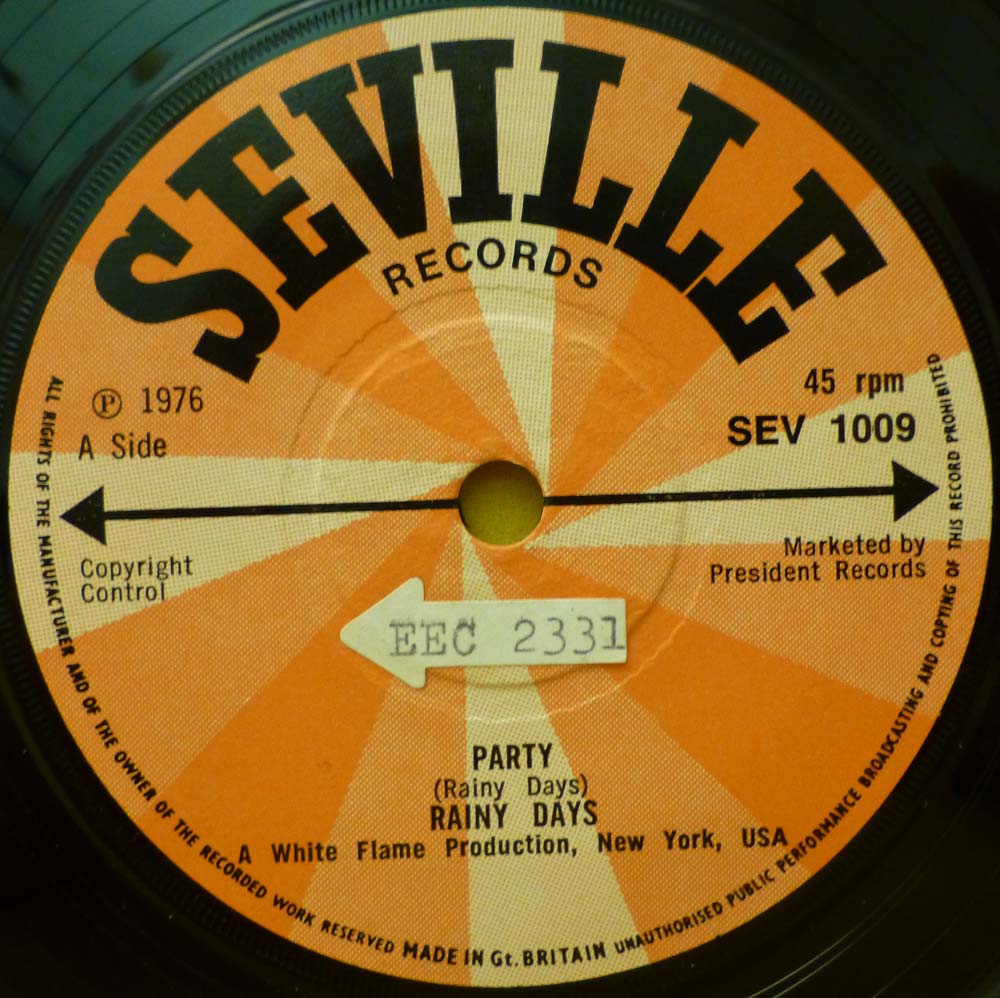 SEVILLE
RECORDS
℗ 1976
A Side
45 rpm
SEV 1009
Copyright
Control
Marketed by
President Records
EEC 2331
PARTY
(Rainy Days)
RAINY DAYS
A White Flame Production, New York, USA
ALL RIGHTS OF THE MANUFACTURER AND OF THE OWNER OF THE RECORDED WORK RESERVED MADE IN Gt. BRITAIN UNAUTHORISED PUBLIC PERFORMANCE BROADCASTING AND COPYING OF THIS RECORD PROHIBITED